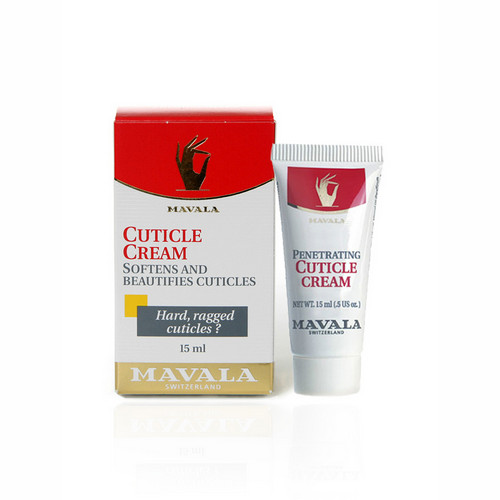 MAVALA
CUTICLE
CREAM
SOFTENS AND
BEAUTIFIES CUTICLES
Hard, ragged
cuticles ?
15 ml
MAVALA
SWITZERLAND
MAVALA
PENETRATING
CUTICLE
CREAM
NET WT. 15 ml (.5 US oz.)
MAVALA
SWITZERLAND